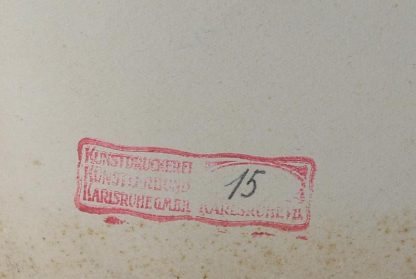 KUNSTDRUCKEREI
KÜNSTLERBUND
KARLSRUHE G.M.B.H. KARLSRUHE i/B.
15